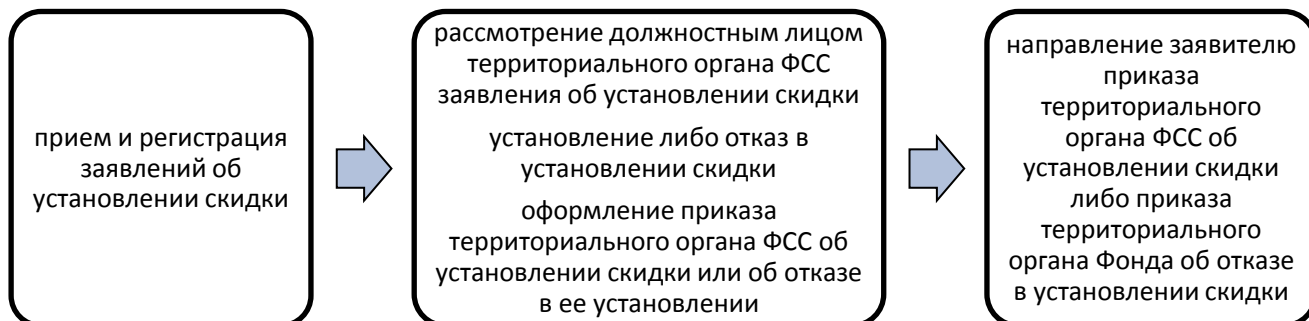 прием и регистрация
заявлений об
установлении скидки
рассмотрение должностным лицом
территориального органа ФСС
заявления об установлении скидки
установление либо отказ в
установлении скидки
оформление приказа
территориального органа ФСС об
установлении скидки или об отказе
в ее установлении
направление заявителю
приказа
территориального
органа ФСС об
установлении скидки
либо приказа
территориального
органа Фонда об отказе
в установлении скидки